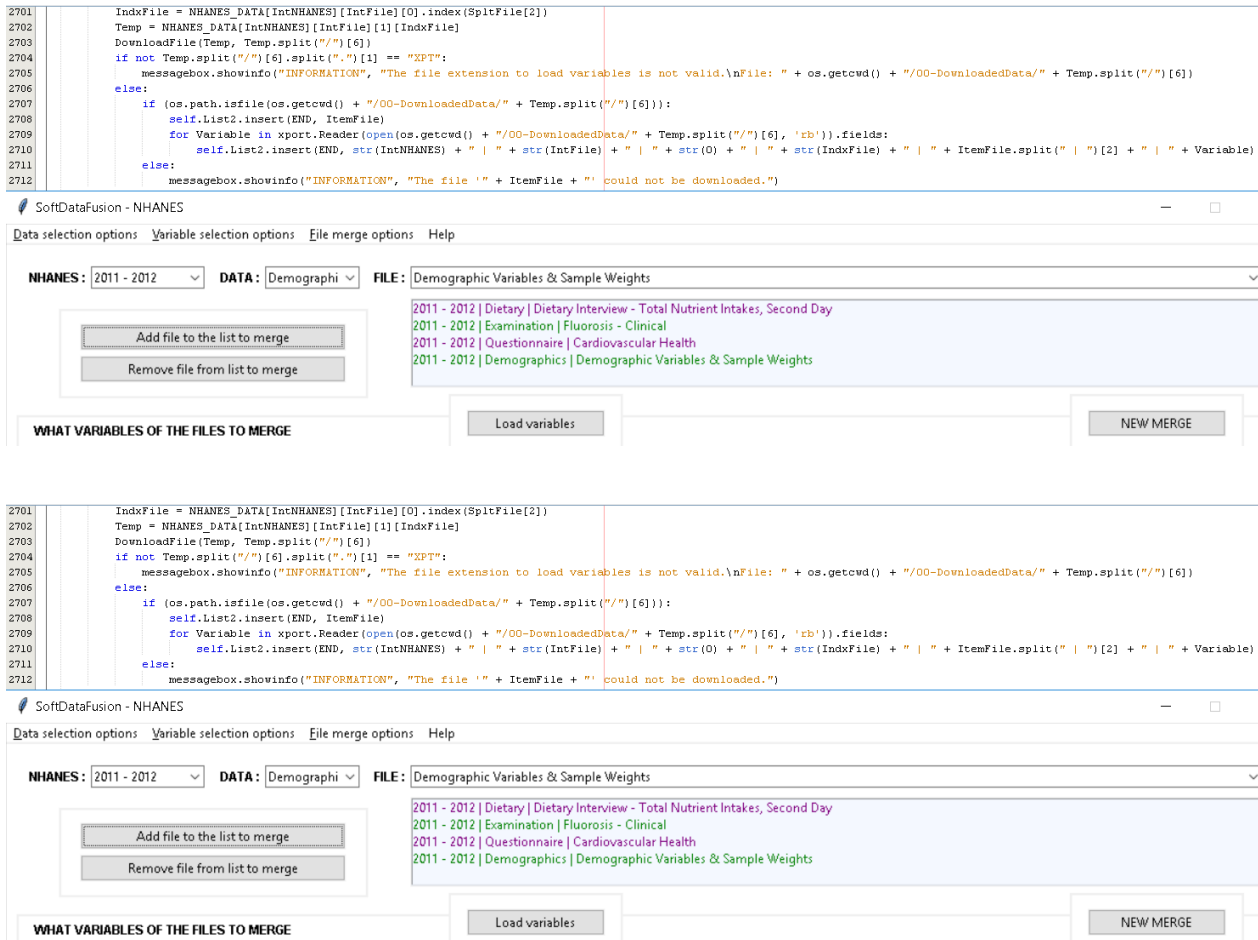 2701 IndxFile = NHANES_DATA[IntNHANES][IntFile][0].index(SpltFile[2])
2702 Temp = NHANES_DATA[IntNHANES][IntFile][1][IndxFile]
2703 DownloadFile(Temp, Temp.split("/")[6])
2704 if not Temp.split("/")[6].split(".")[1] == "XPT":
2705 messagebox.showinfo("INFORMATION", "The file extension to load variables is not valid.\nFile: " + os.getcwd() + "/00-DownloadedData/" + Temp.split("/")[6])
2706 else:
2707 if (os.path.isfile(os.getcwd() + "/00-DownloadedData/" + Temp.split("/")[6])):
2708 self.List2.insert(END, ItemFile)
2709 for Variable in xport.Reader(open(os.getcwd() + "/00-DownloadedData/" + Temp.split("/")[6], 'rb')).fields:
2710 self.List2.insert(END, str(IntNHANES) + " | " + str(IntFile) + " | " + str(0) + " | " + str(IndxFile) + " | " + ItemFile.split(" | ")[2] + " | " + Variable)
2711 else:
2712 messagebox.showinfo("INFORMATION", "The file '" + ItemFile + "' could not be downloaded.")
SoftDataFusion - NHANES
Data selection options Variable selection options File merge options Help
NHANES : 2011 - 2012 DATA : Demographi FILE : Demographic Variables & Sample Weights
2011 - 2012 | Dietary | Dietary Interview - Total Nutrient Intakes, Second Day
2011 - 2012 | Examination | Fluorosis - Clinical
Add file to the list to merge
2011 - 2012 | Questionnaire | Cardiovascular Health
2011 - 2012 | Demographics | Demographic Variables & Sample Weights
Remove file from list to merge
Load variables NEW MERGE
WHAT VARIABLES OF THE FILES TO MERGE
2701 IndxFile = NHANES_DATA[IntNHANES][IntFile][0].index(SpltFile[2])
2702 Temp = NHANES_DATA[IntNHANES][IntFile][1][IndxFile]
2703 DownloadFile(Temp, Temp.split("/")[6])
2704 if not Temp.split("/")[6].split(".")[1] == "XPT":
2705 messagebox.showinfo("INFORMATION", "The file extension to load variables is not valid.\nFile: " + os.getcwd() + "/00-DownloadedData/" + Temp.split("/")[6])
2706 else:
2707 if (os.path.isfile(os.getcwd() + "/00-DownloadedData/" + Temp.split("/")[6])):
2708 self.List2.insert(END, ItemFile)
2709 for Variable in xport.Reader(open(os.getcwd() + "/00-DownloadedData/" + Temp.split("/")[6], 'rb')).fields:
2710 self.List2.insert(END, str(IntNHANES) + " | " + str(IntFile) + " | " + str(0) + " | " + str(IndxFile) + " | " + ItemFile.split(" | ")[2] + " | " + Variable)
2711 else:
2712 messagebox.showinfo("INFORMATION", "The file '" + ItemFile + "' could not be downloaded.")
SoftDataFusion - NHANES
Data selection options Variable selection options File merge options Help
NHANES : 2011 - 2012 DATA : Demographi FILE : Demographic Variables & Sample Weights
2011 - 2012 | Dietary | Dietary Interview - Total Nutrient Intakes, Second Day
2011 - 2012 | Examination | Fluorosis - Clinical
Add file to the list to merge
2011 - 2012 | Questionnaire | Cardiovascular Health
2011 - 2012 | Demographics | Demographic Variables & Sample Weights
Remove file from list to merge
Load variables NEW MERGE
WHAT VARIABLES OF THE FILES TO MERGE